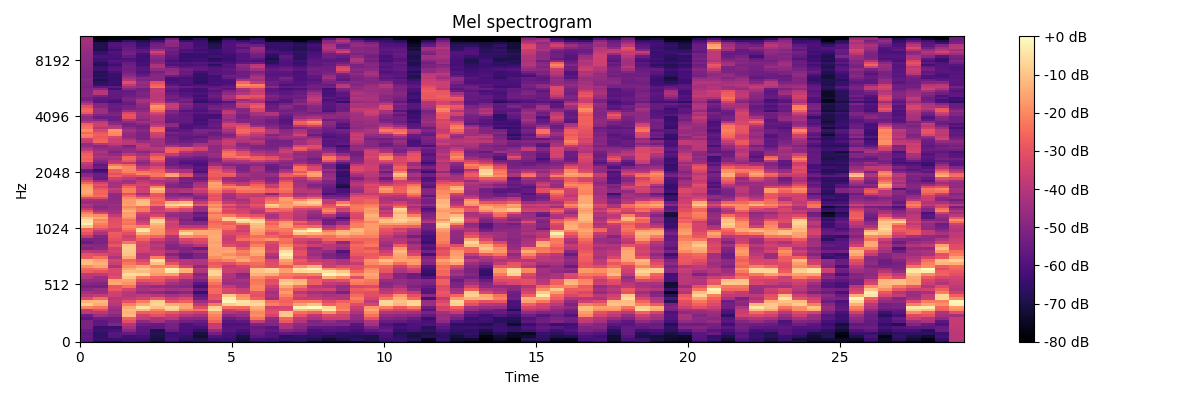 Mel spectrogram
Hz
8192
4096
2048
1024
512
0
0 5 10 15 20 25
Time
+0 dB
-10 dB
-20 dB
-30 dB
-40 dB
-50 dB
-60 dB
-70 dB
-80 dB